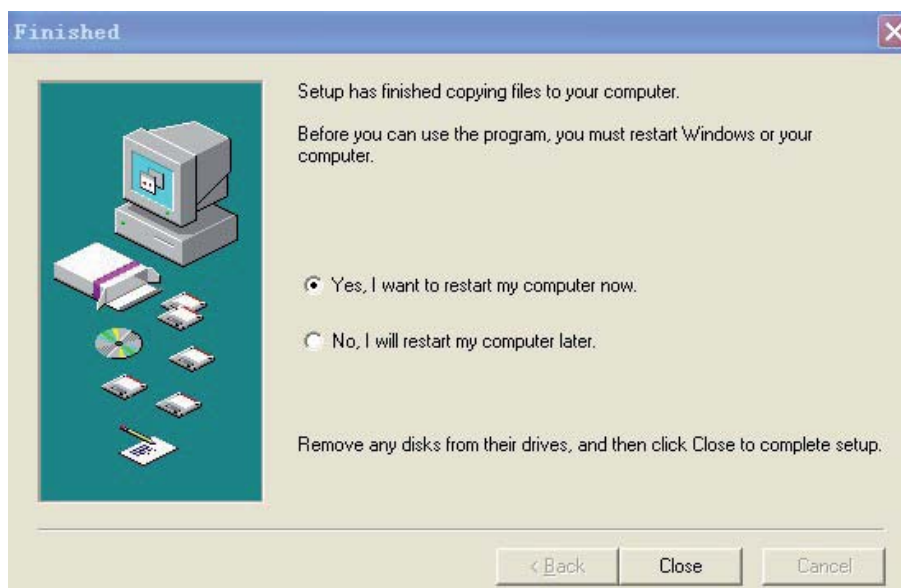 Finished
Setup has finished copying files to your computer.
Before you can use the program, you must restart Windows or your
computer.
Yes, I want to restart my computer now.
No, I will restart my computer later.
Remove any disks from their drives, and then click Close to complete setup.
< Back
Close
Cancel